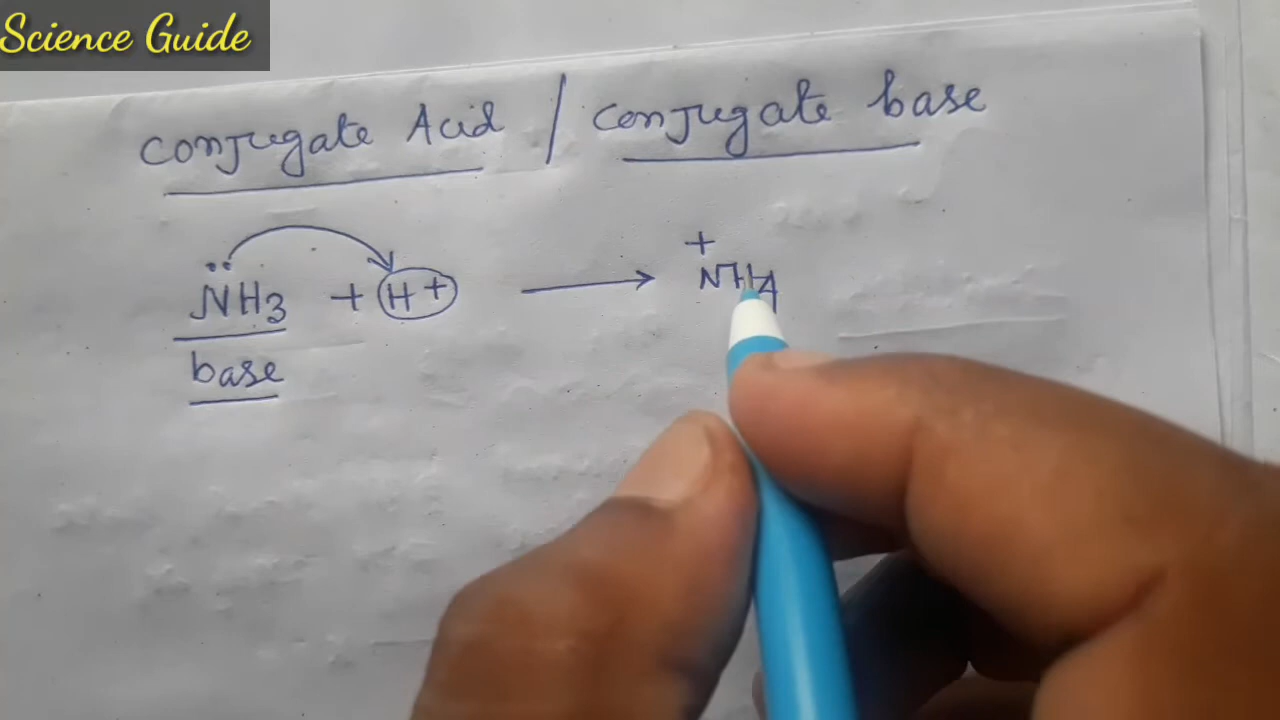 Science Guide
Conjugate Acid / Conjugate base
+
NH3 + H+ → NH4
base